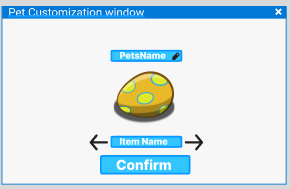 Pet Customization window
PetsName
Item Name
Confirm